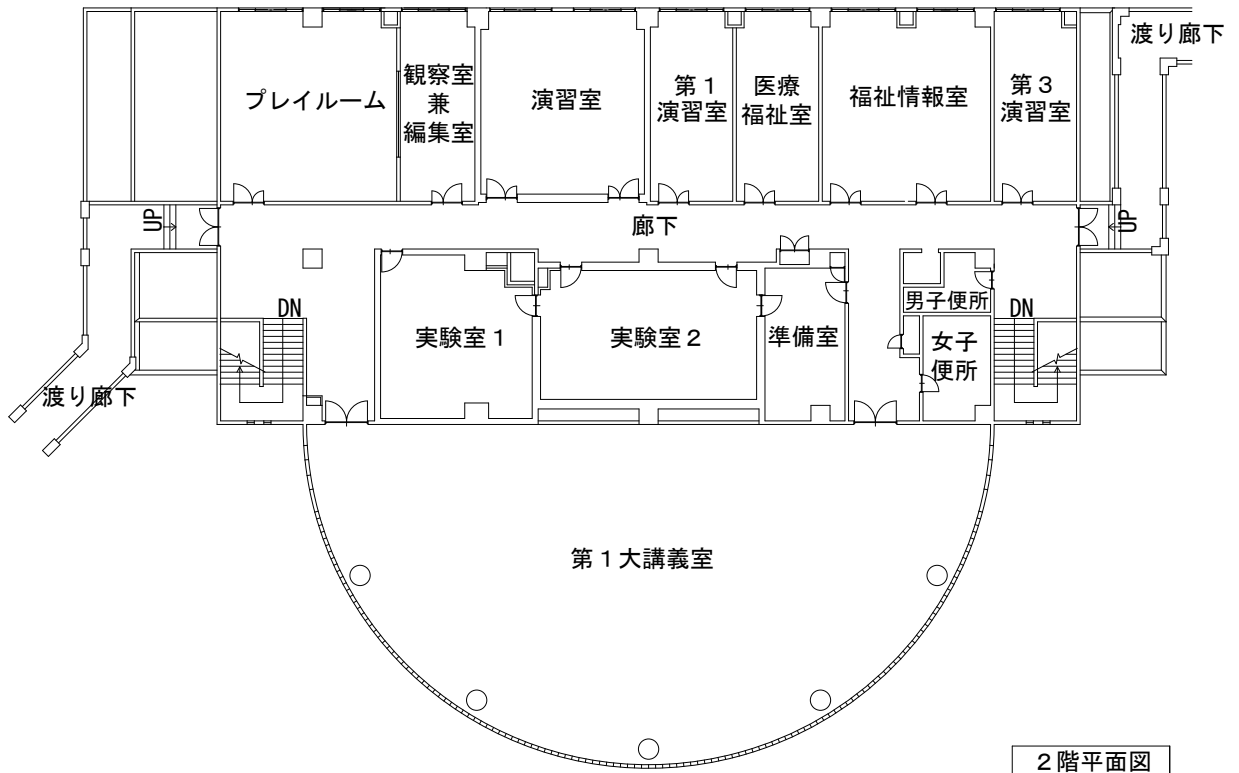 渡り廊下
プレイルーム
観察室
兼
編集室
演習室
第１
演習室
医療
福祉室
福祉情報室
第３
演習室
UP
廊下
UP
DN
実験室１
実験室２
準備室
男子便所
女子
便所
DN
渡り廊下
第１大講義室
２階平面図